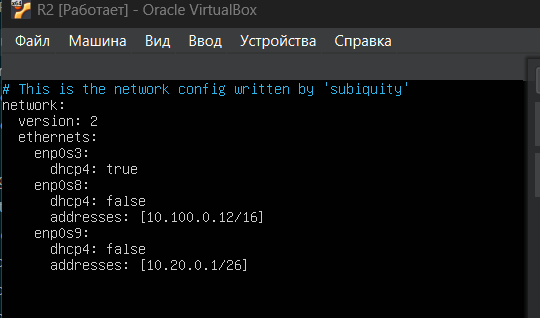 R2 [Работает] - Oracle VirtualBox
Файл Машина Вид Ввод Устройства Справка
# This is the network config written by 'subiquity'
network:
  version: 2
  ethernets:
    enp0s3:
      dhcp4: true
    enp0s8:
      dhcp4: false
      addresses: [10.100.0.12/16]
    enp0s9:
      dhcp4: false
      addresses: [10.20.0.1/26]